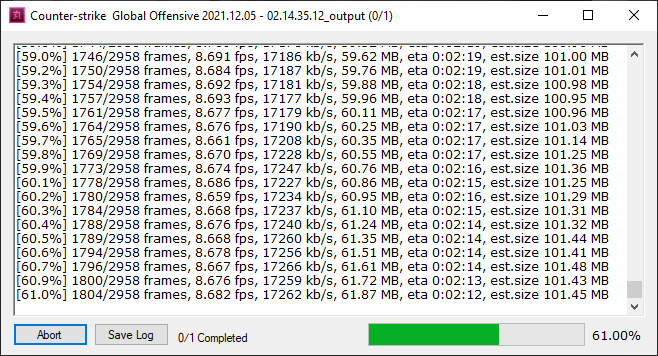 Counter-strike  Global Offensive 2021.12.05 - 02.14.35.12_output (0/1)
[59.0%] 1746/2958 frames, 8.691 fps, 17186 kb/s, 59.62 MB, eta 0:02:19, est.size 101.00 MB
[59.2%] 1750/2958 frames, 8.684 fps, 17187 kb/s, 59.76 MB, eta 0:02:19, est.size 101.01 MB
[59.3%] 1754/2958 frames, 8.692 fps, 17181 kb/s, 59.88 MB, eta 0:02:18, est.size 100.98 MB
[59.4%] 1757/2958 frames, 8.693 fps, 17177 kb/s, 59.96 MB, eta 0:02:18, est.size 100.95 MB
[59.5%] 1761/2958 frames, 8.677 fps, 17179 kb/s, 60.11 MB, eta 0:02:17, est.size 100.96 MB
[59.6%] 1764/2958 frames, 8.676 fps, 17190 kb/s, 60.25 MB, eta 0:02:17, est.size 101.03 MB
[59.7%] 1765/2958 frames, 8.661 fps, 17208 kb/s, 60.35 MB, eta 0:02:17, est.size 101.14 MB
[59.8%] 1769/2958 frames, 8.670 fps, 17228 kb/s, 60.55 MB, eta 0:02:17, est.size 101.25 MB
[59.9%] 1773/2958 frames, 8.674 fps, 17247 kb/s, 60.76 MB, eta 0:02:16, est.size 101.36 MB
[60.1%] 1778/2958 frames, 8.686 fps, 17227 kb/s, 60.86 MB, eta 0:02:15, est.size 101.25 MB
[60.2%] 1780/2958 frames, 8.659 fps, 17234 kb/s, 60.95 MB, eta 0:02:16, est.size 101.29 MB
[60.3%] 1784/2958 frames, 8.668 fps, 17237 kb/s, 61.10 MB, eta 0:02:15, est.size 101.31 MB
[60.4%] 1788/2958 frames, 8.676 fps, 17240 kb/s, 61.24 MB, eta 0:02:14, est.size 101.32 MB
[60.5%] 1789/2958 frames, 8.668 fps, 17260 kb/s, 61.35 MB, eta 0:02:14, est.size 101.44 MB
[60.6%] 1794/2958 frames, 8.678 fps, 17256 kb/s, 61.51 MB, eta 0:02:14, est.size 101.41 MB
[60.7%] 1796/2958 frames, 8.667 fps, 17266 kb/s, 61.61 MB, eta 0:02:14, est.size 101.48 MB
[60.9%] 1800/2958 frames, 8.676 fps, 17259 kb/s, 61.72 MB, eta 0:02:13, est.size 101.43 MB
[61.0%] 1804/2958 frames, 8.682 fps, 17262 kb/s, 61.87 MB, eta 0:02:12, est.size 101.45 MB
Abort Save Log 0/1 Completed 61.00%